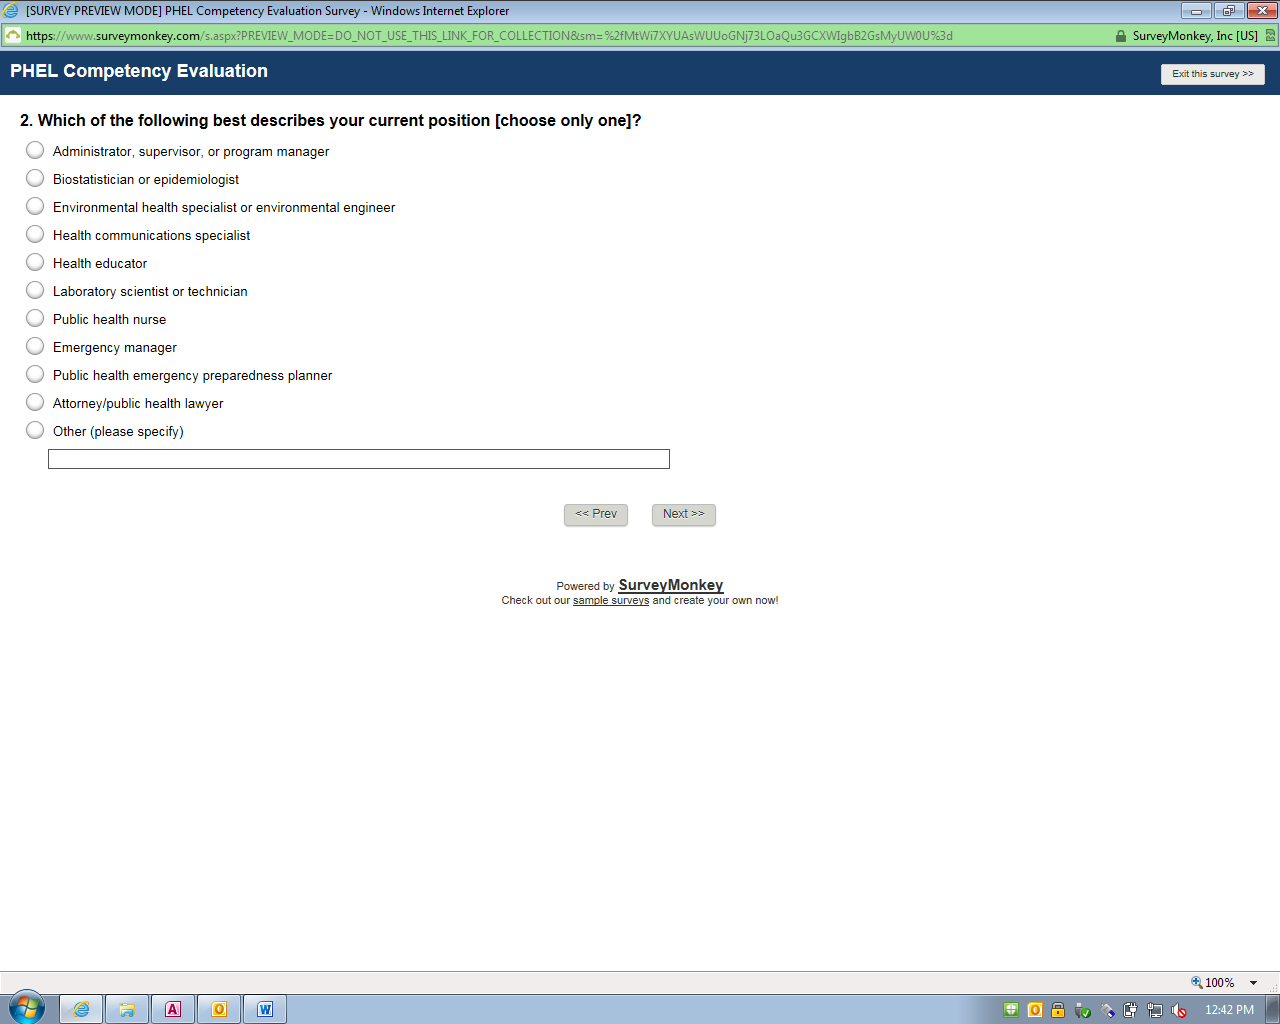 [SURVEY PREVIEW MODE] PHEL Competency Evaluation Survey - Windows Internet Explorer
https://www.surveymonkey.com/s.aspx?PREVIEW_MODE=DO_NOT_USE_THIS_LINK_FOR_COLLECTION&sm=%2fMtWi7XYUAsWUUoGNj73LOaQu3GCXWIgbB2GsMyUW0U%3d SurveyMonkey, Inc [US]
PHEL Competency Evaluation
Exit this survey >>
2. Which of the following best describes your current position [choose only one]?
Administrator, supervisor, or program manager
Biostatistician or epidemiologist
Environmental health specialist or environmental engineer
Health communications specialist
Health educator
Laboratory scientist or technician
Public health nurse
Emergency manager
Public health emergency preparedness planner
Attorney/public health lawyer
Other (please specify)
<< Prev Next >>
Powered by SurveyMonkey
Check out our sample surveys and create your own now!
100%
12:42 PM